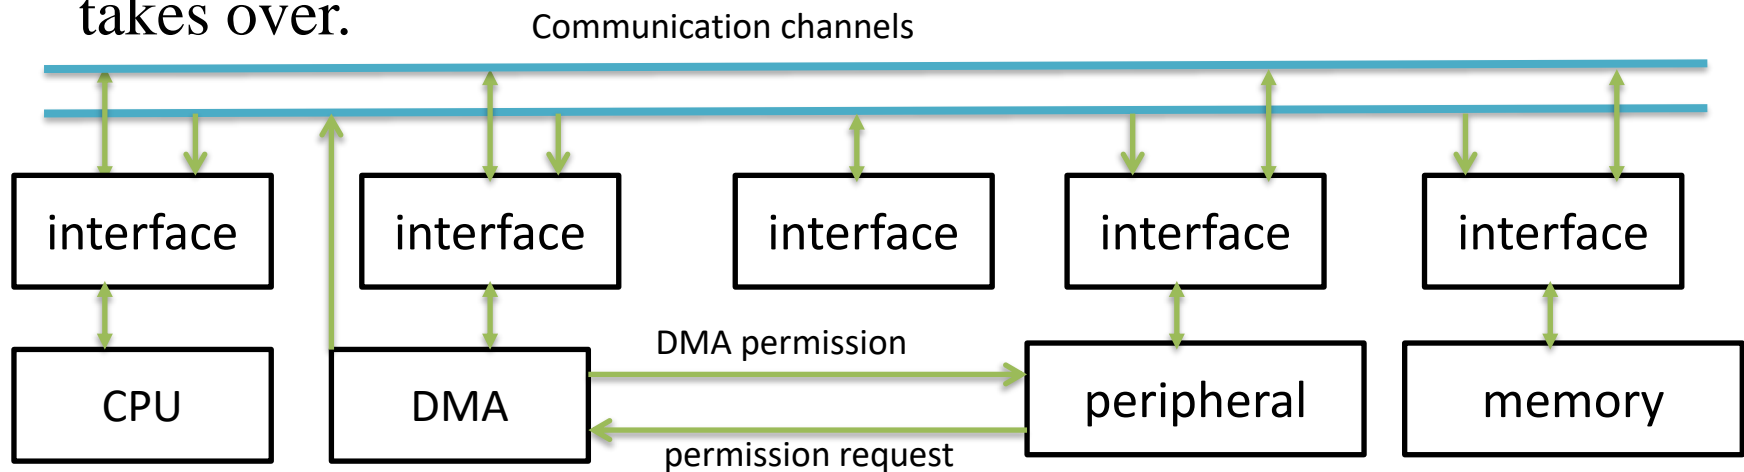 takes over.
Communication channels
interface interface interface interface interface
DMA permission
CPU DMA peripheral memory
permission request